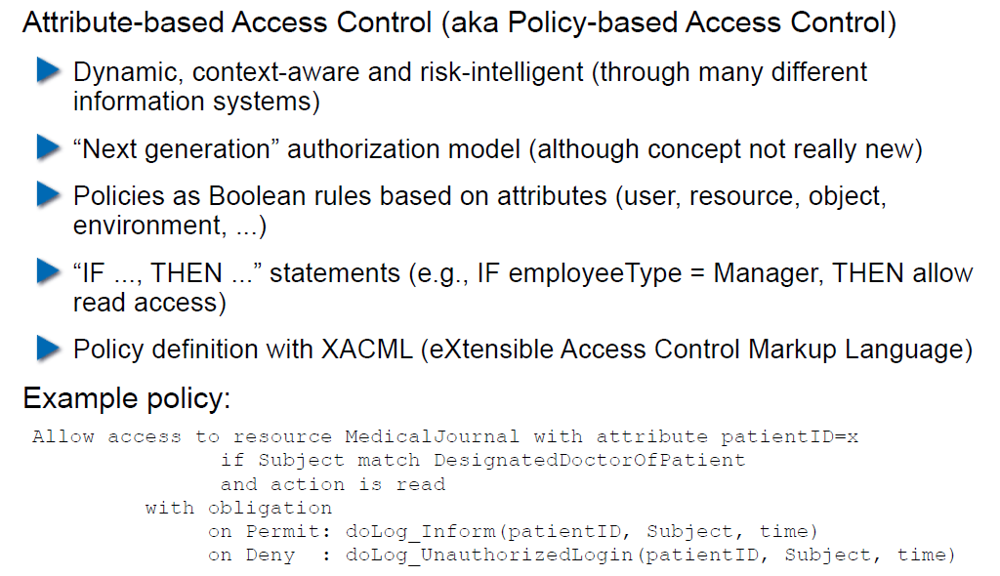 Attribute-based Access Control (aka Policy-based Access Control)
Dynamic, context-aware and risk-intelligent (through many different
information systems)
“Next generation” authorization model (although concept not really new)
Policies as Boolean rules based on attributes (user, resource, object,
environment, ...)
“IF ..., THEN ...” statements (e.g., IF employeeType = Manager, THEN allow
read access)
Policy definition with XACML (eXtensible Access Control Markup Language)
Example policy:
Allow access to resource MedicalJournal with attribute patientID=x
if Subject match DesignatedDoctorOfPatient
and action is read
with obligation
on Permit: doLog_Inform(patientID, Subject, time)
on Deny  : doLog_UnauthorizedLogin(patientID, Subject, time)